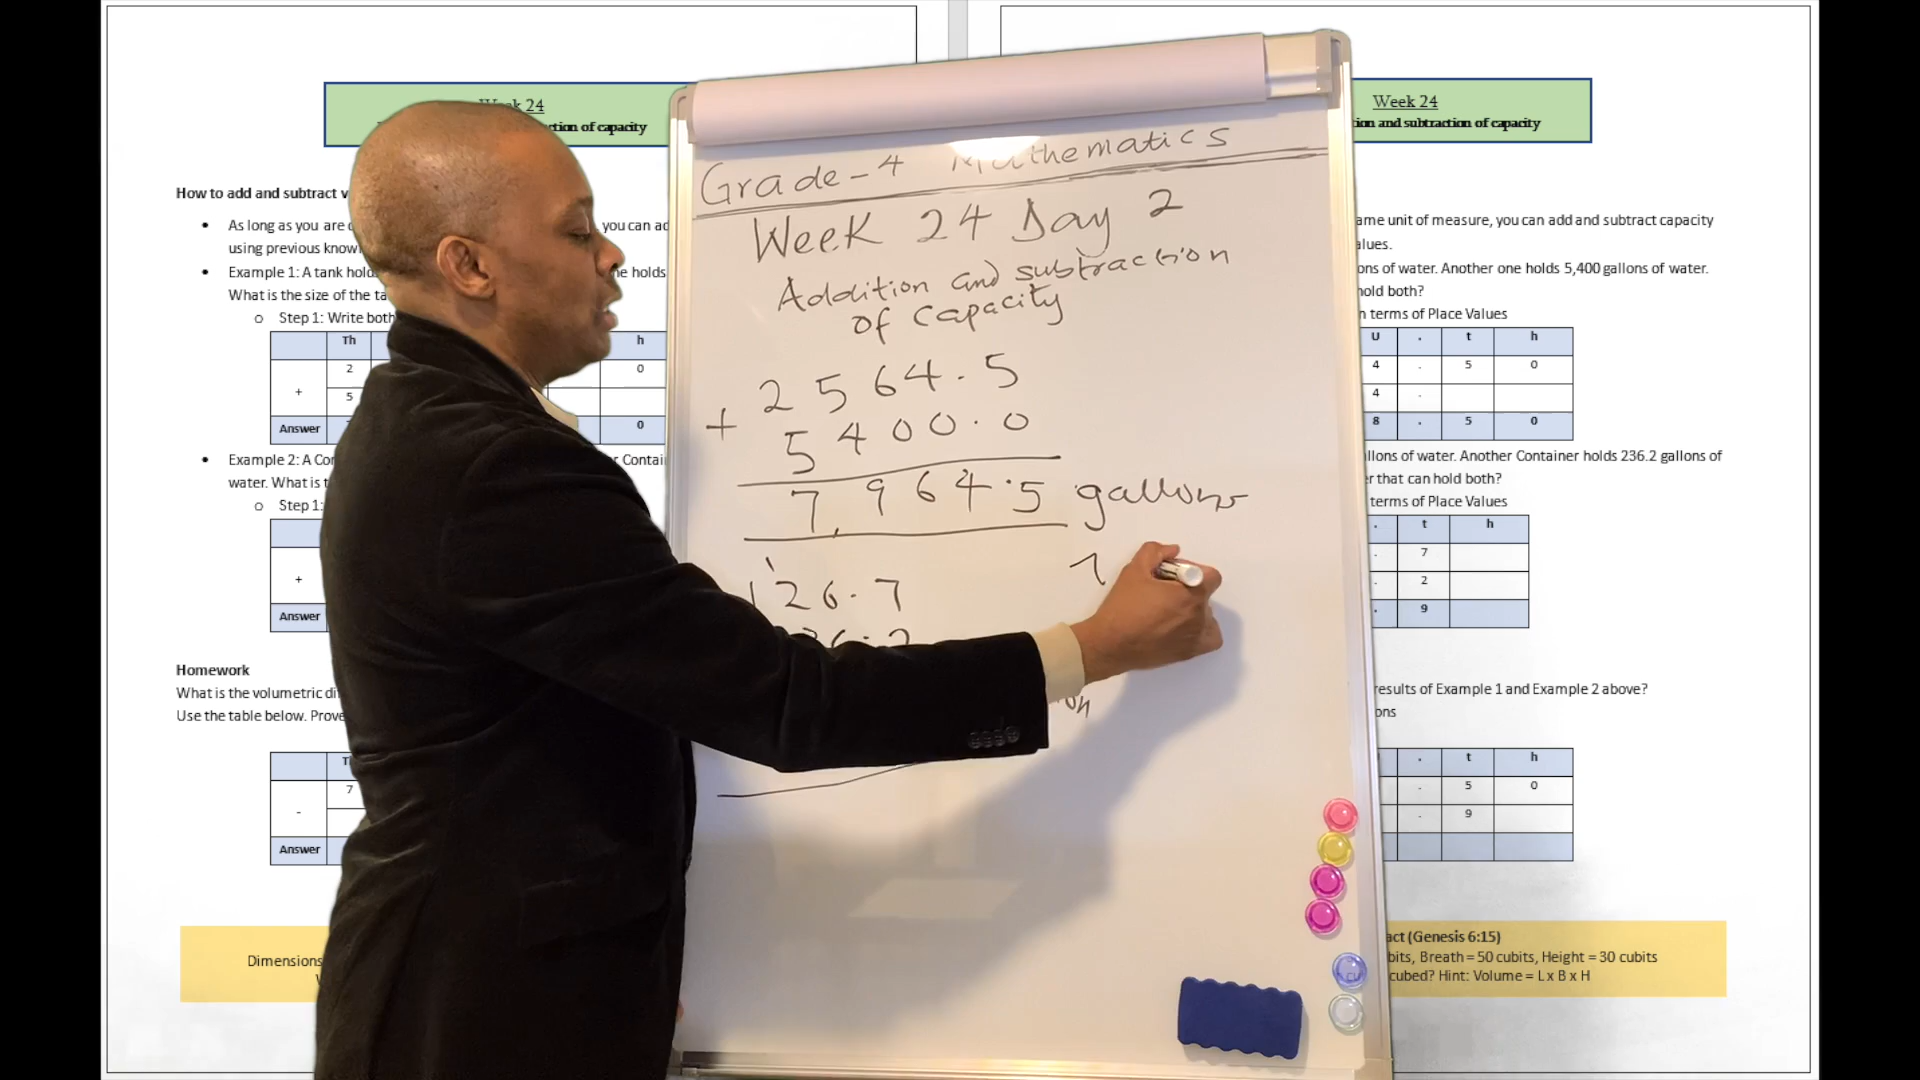 Week 24
ction of capacity
How to add and subtract v
As long as you are
you can ad
using previous know
Example 1: A tank hold
ne holds
What is the size of the ta
Step 1: Write both
Th
h
2
0
+
5
Answer
0
Example 2: A Con
r Contai
water. What is t
Step 1:
+
Answer
Homework
What is the volumetric di
Use the table below. Prove
T
7
-
Answer
Dimensions
Grade - 4 Mathematics
Week 24 Day 2
Addition and subtraction
of capacity
2564.5
+ 5400.0
7,964.5 gallons
126.7
36.2
Week 24
ion and subtraction of capacity
ame unit of measure, you can add and subtract capacity
alues.
ons of water. Another one holds 5,400 gallons of water.
hold both?
n terms of Place Values
U . t h
4 . 5 0
4 .
8 . 5 0
llons of water. Another Container holds 236.2 gallons of
r that can hold both?
terms of Place Values
. t h
. 7
. 2
. 9
results of Example 1 and Example 2 above?
ons
. t h
. 5 0
. 9
act (Genesis 6:15)
bits, Breath = 50 cubits, Height = 30 cubits
cubed? Hint: Volume = L x B x H